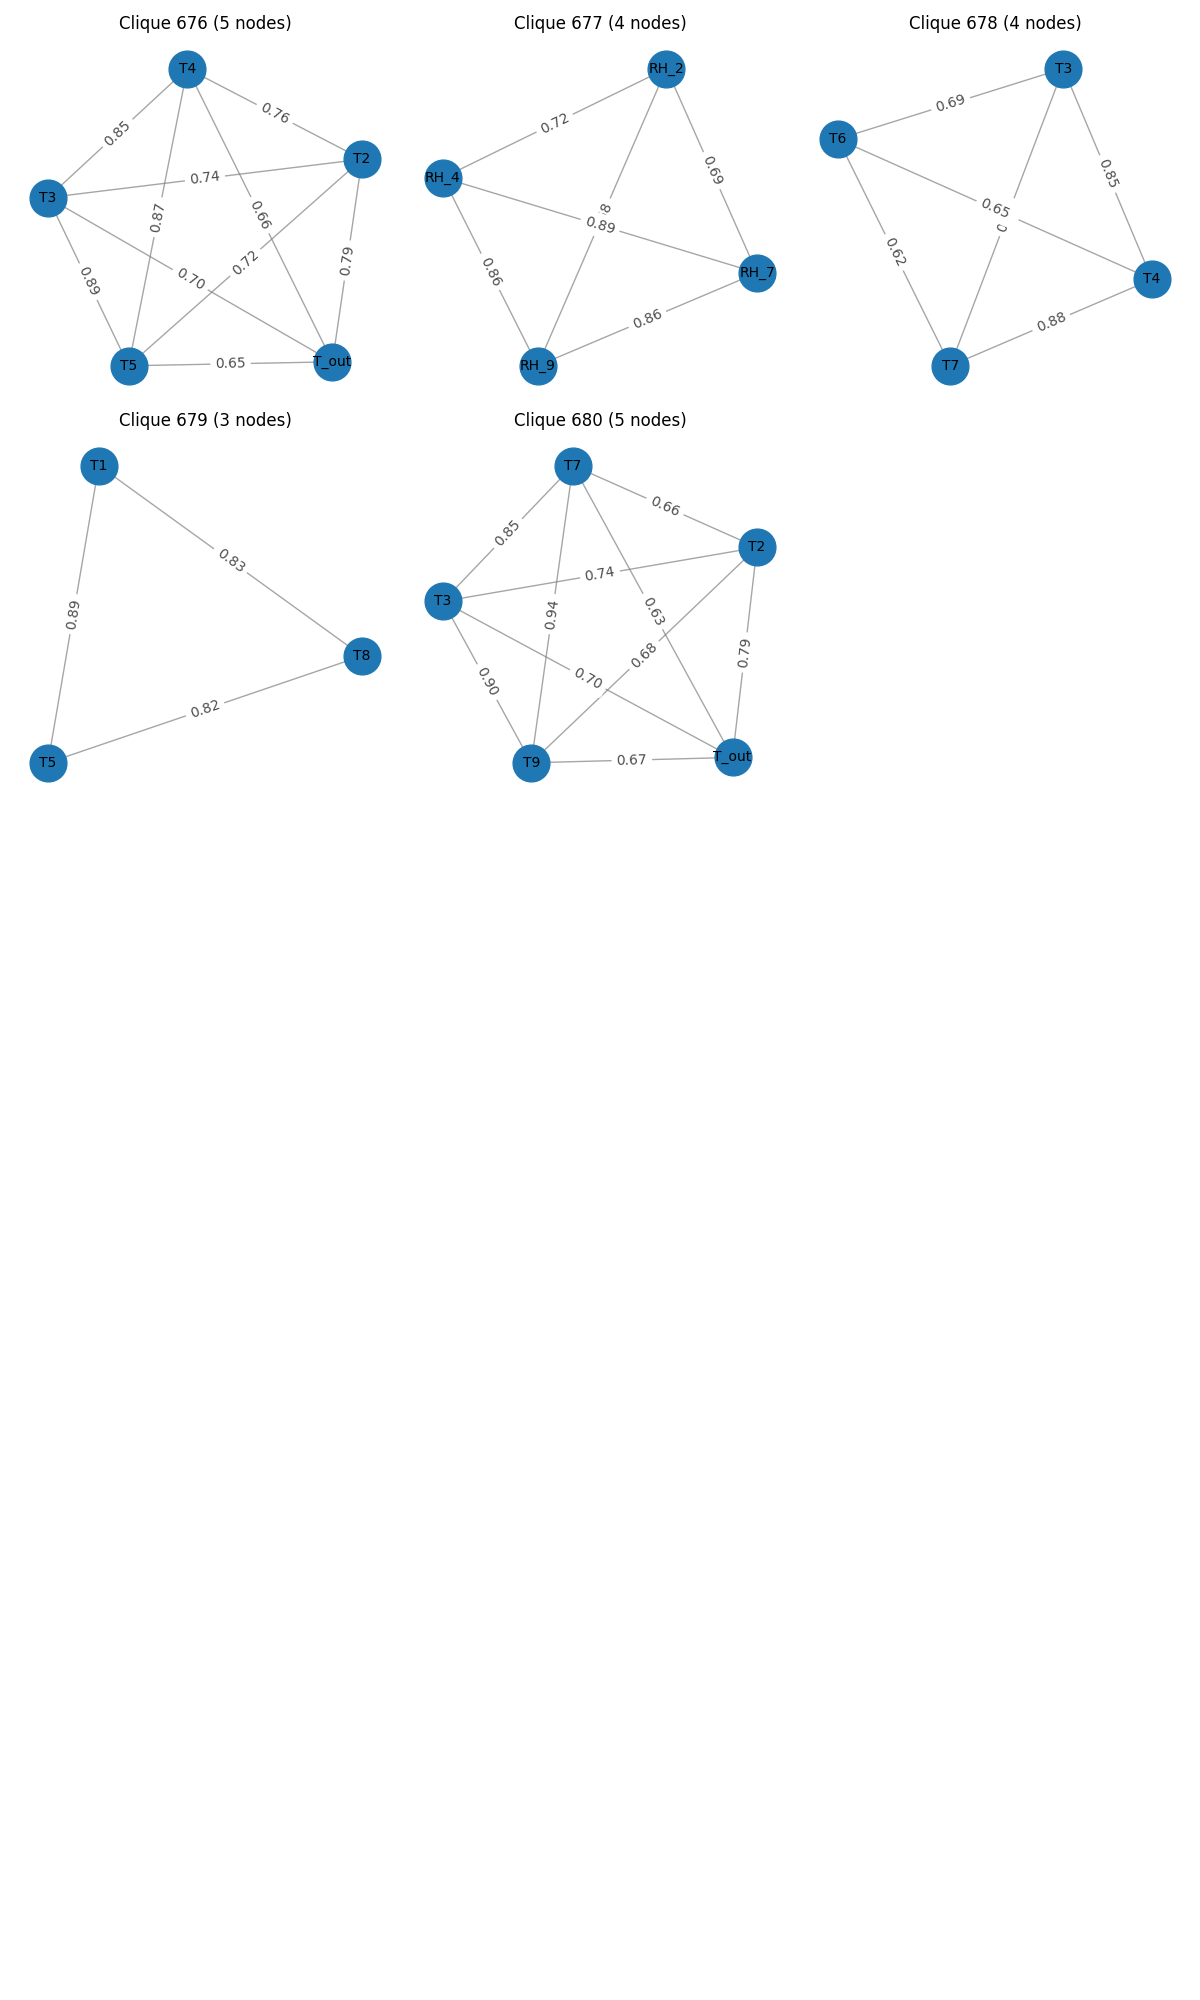 Clique 676 (5 nodes)
T4
0.76
0.85
T2
0.74
T3
0.87
0.66
0.79
0.72
0.70
0.89
T5
0.65
T_out
Clique 677 (4 nodes)
RH_2
0.72
0.69
RH_4
0.89
0.86
RH_7
0.86
RH_9
Clique 678 (4 nodes)
T3
0.69
T6
0.85
0.65
0.62
T4
0.88
T7
Clique 679 (3 nodes)
T1
0.83
0.89
T8
0.82
T5
Clique 680 (5 nodes)
T7
0.66
0.85
T2
0.74
T3
0.94
0.63
0.79
0.68
0.70
0.90
T9
0.67
T_out